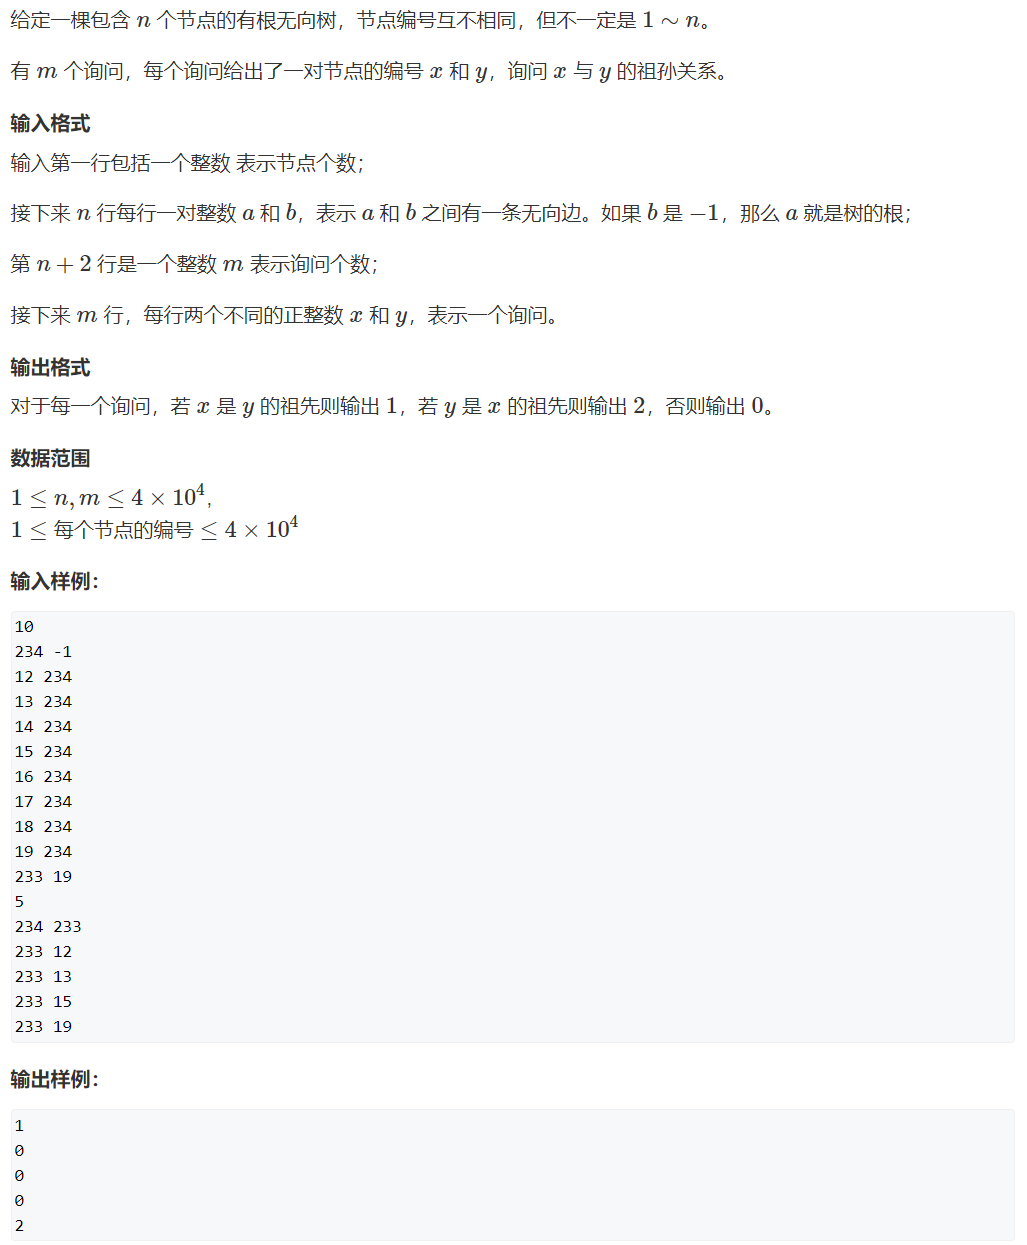 给定一棵包含 n 个节点的有根无向树，节点编号互不相同，但不一定是 1 ∼ n。
有 m 个询问，每个询问给出了一对节点的编号 x 和 y，询问 x 与 y 的祖孙关系。
输入格式
输入第一行包括一个整数 表示节点个数；
接下来 n 行每行一对整数 a 和 b，表示 a 和 b 之间有一条无向边。如果 b 是 −1，那么 a 就是树的根；
第 n + 2 行是一个整数 m 表示询问个数；
接下来 m 行，每行两个不同的正整数 x 和 y，表示一个询问。
输出格式
对于每一个询问，若 x 是 y 的祖先则输出 1，若 y 是 x 的祖先则输出 2，否则输出 0。
数据范围
1 ≤ n, m ≤ 4 × 10⁴，
1 ≤ 每个节点的编号 ≤ 4 × 10⁴
输入样例：
10
234 -1
12 234
13 234
14 234
15 234
16 234
17 234
18 234
19 234
233 19
5
234 233
233 12
233 13
233 15
233 19
输出样例：
1
0
0
0
2